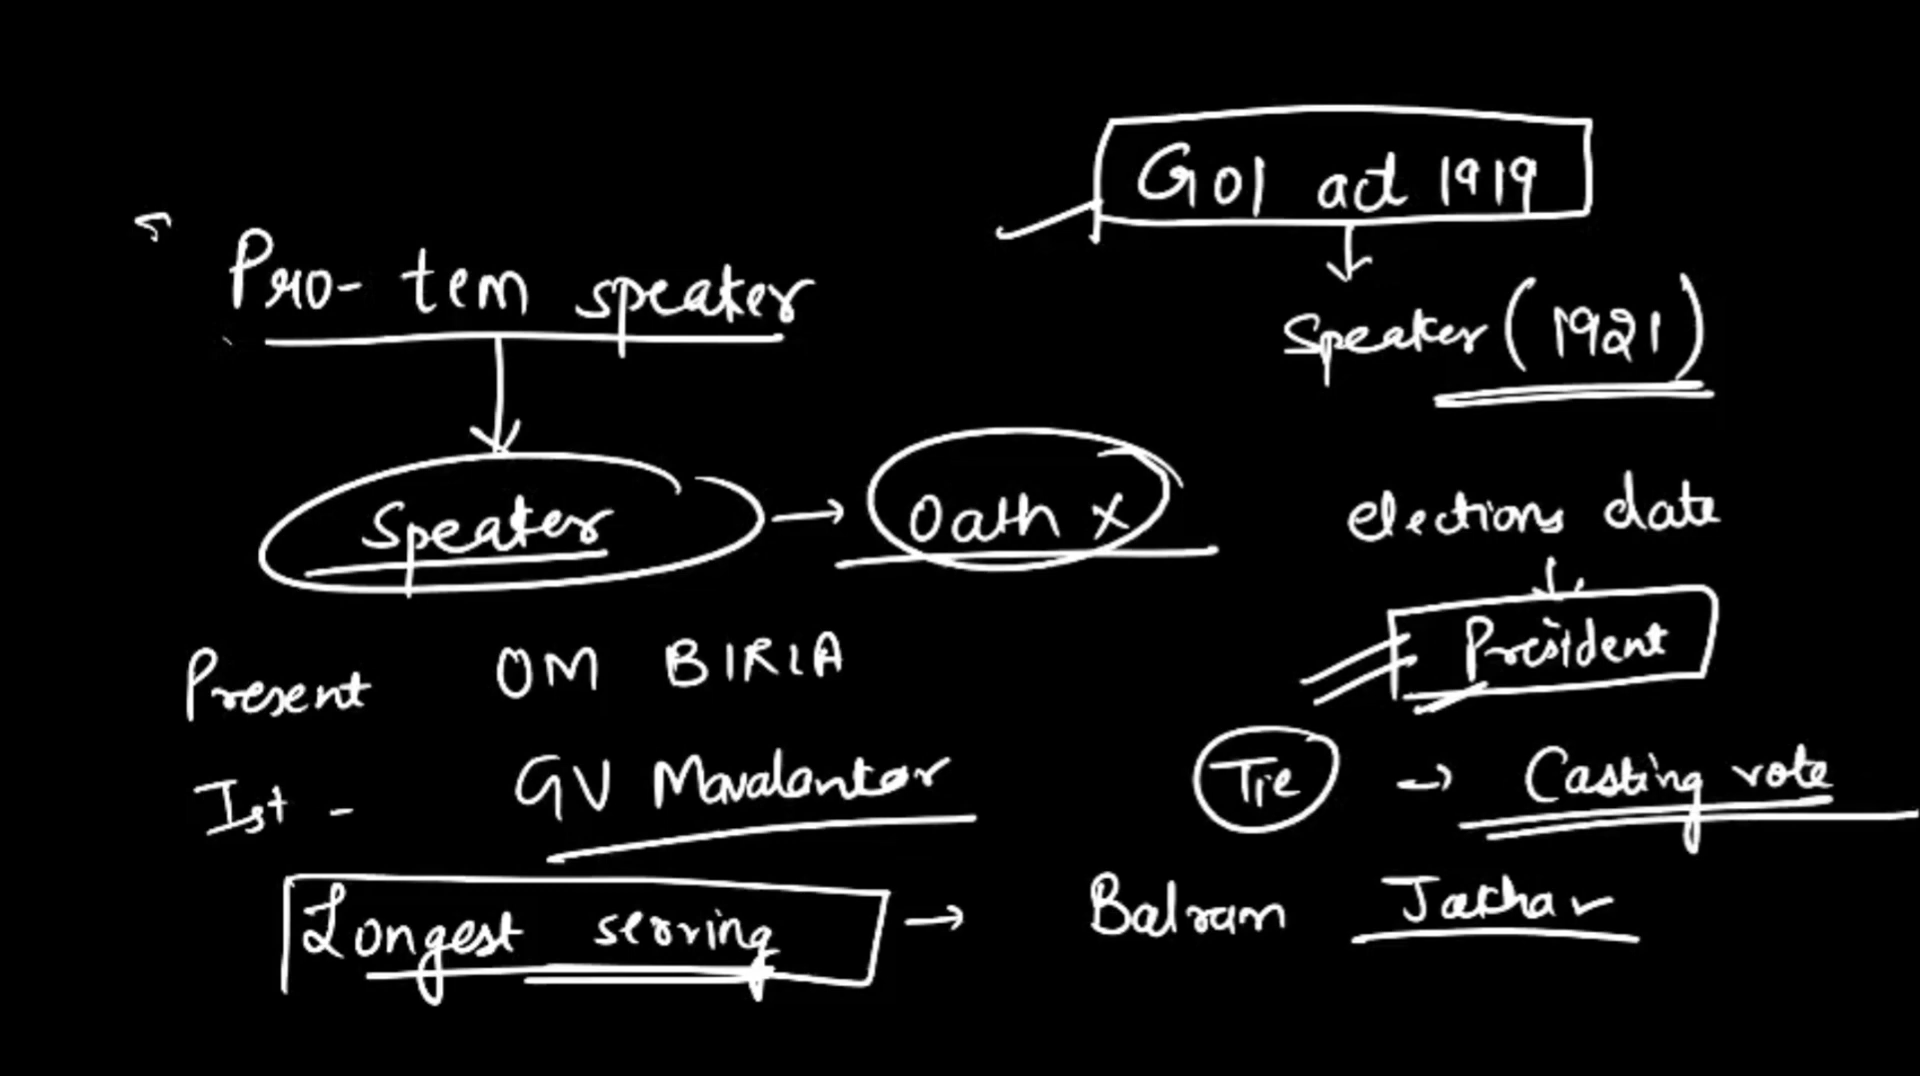 GOI act 1919
Pro-tem speaker
Speaker (1921)
Speaker → Oath x
elections date
President
Present OM BIRLA
Ist - GV Mavalankar
Tie → Casting vote
Longest serving → Balram Jakhar